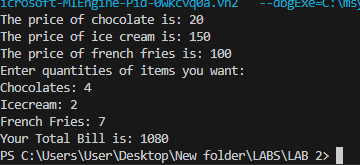 icrosoft-MIEngine-Pid-0wkcvq0a.vh2' '--dbgExe=C:\msy
The price of chocolate is: 20
The price of ice cream is: 150
The price of french fries is: 100
Enter quantities of items you want:
Chocolates: 4
Icecream: 2
French Fries: 7
Your Total Bill is: 1080
PS C:\Users\User\Desktop\New folder\LABS\LAB 2>